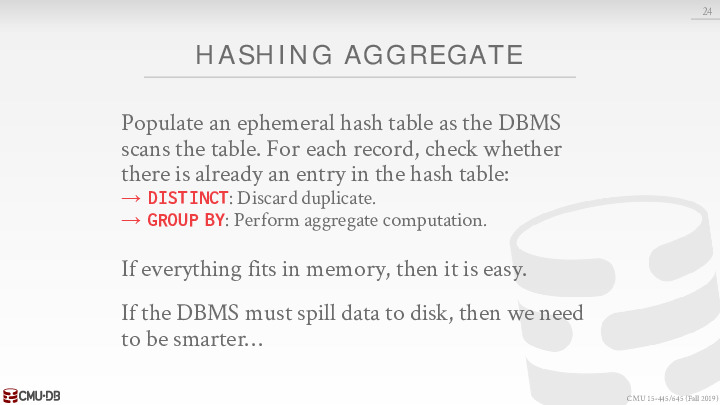 24
HASHING AGGREGATE
Populate an ephemeral hash table as the DBMS
scans the table. For each record, check whether
there is already an entry in the hash table:
→ DISTINCT: Discard duplicate.
→ GROUP BY: Perform aggregate computation.
If everything fits in memory, then it is easy.
If the DBMS must spill data to disk, then we need
to be smarter…
CMU·DB
CMU 15-445/645 (Fall 2019)